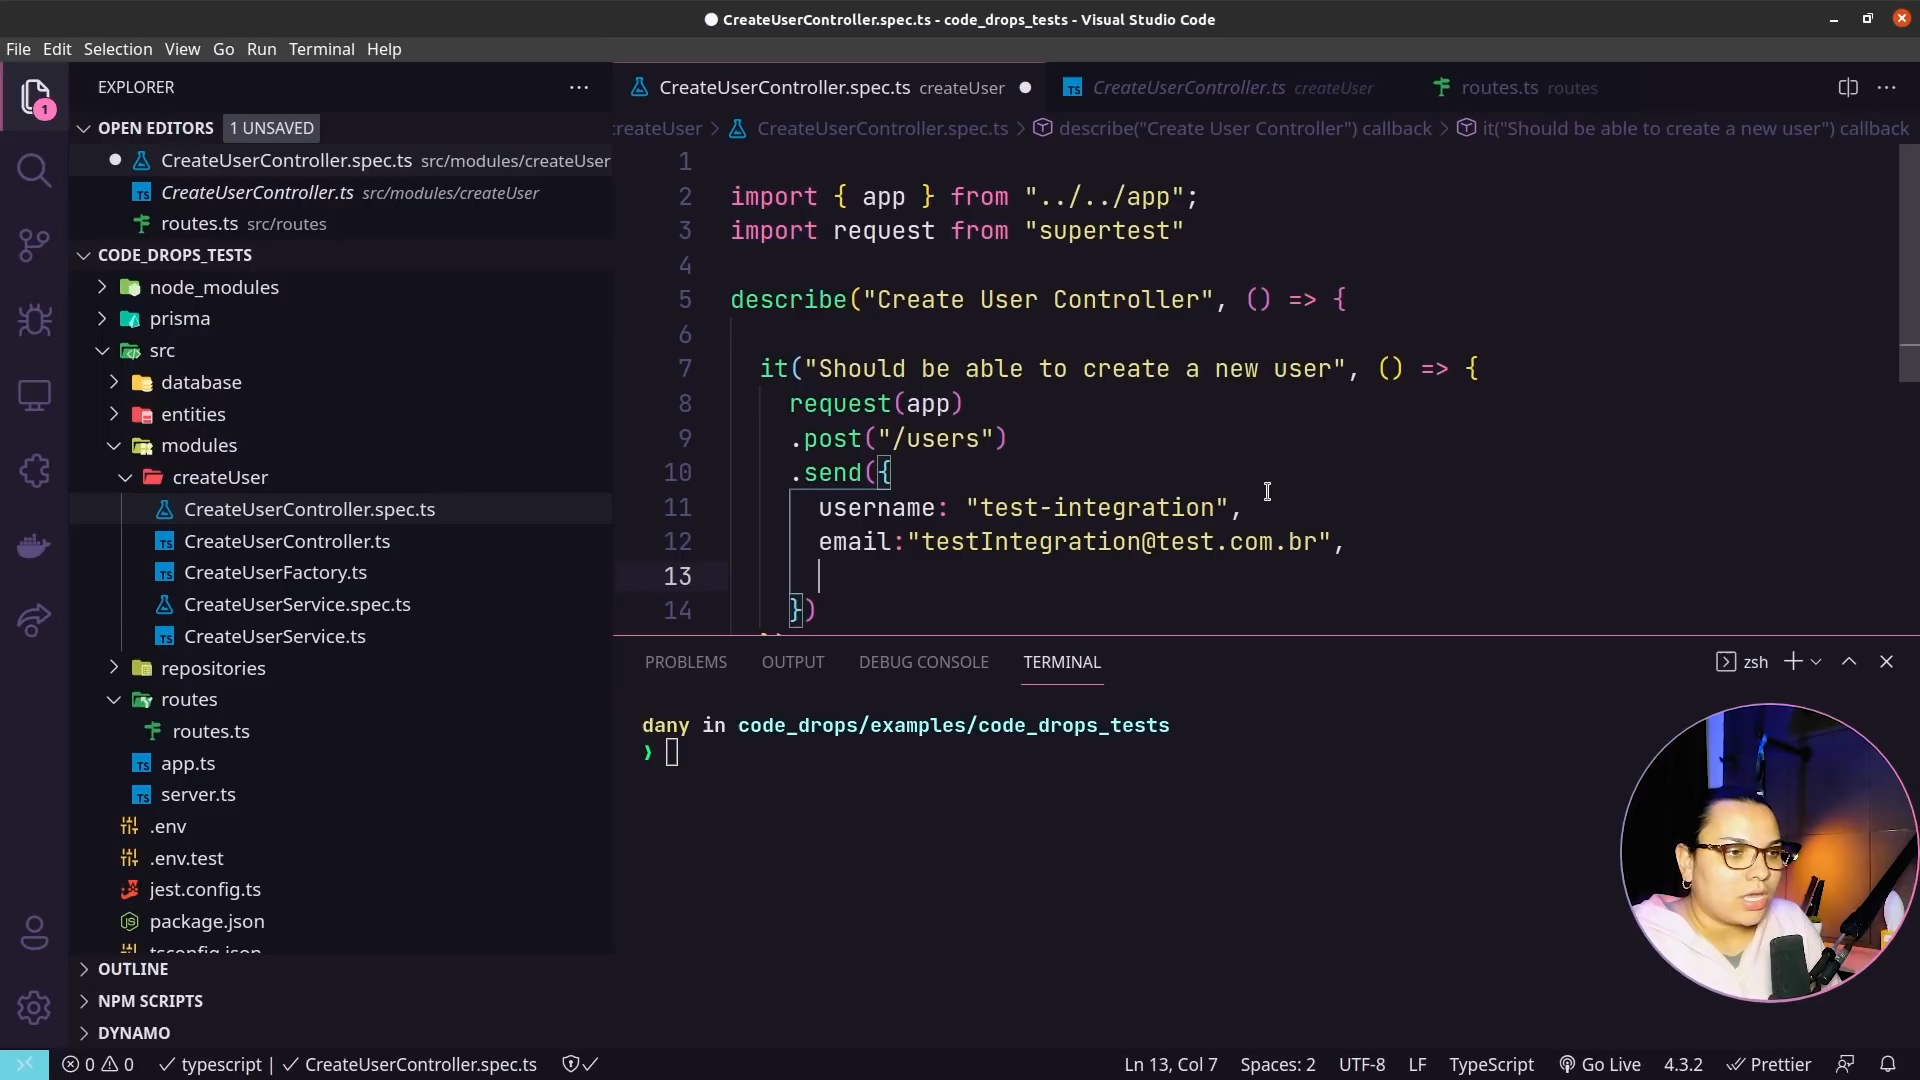 CreateUserController.spec.ts - code_drops_tests - Visual Studio Code
File Edit Selection View Go Run Terminal Help
1
EXPLORER
OPEN EDITORS 1 UNSAVED
CreateUserController.spec.ts src/modules/createUser
CreateUserController.ts src/modules/createUser
routes.ts src/routes
CODE_DROPS_TESTS
node_modules
prisma
src
database
entities
modules
createUser
CreateUserController.spec.ts
CreateUserController.ts
CreateUserFactory.ts
CreateUserService.spec.ts
CreateUserService.ts
repositories
routes
routes.ts
app.ts
server.ts
.env
.env.test
jest.config.ts
package.json
tsconfig.json
OUTLINE
NPM SCRIPTS
DYNAMO
CreateUserController.spec.ts createUser
CreateUserController.ts createUser
routes.ts routes
createUser > CreateUserController.spec.ts > describe("Create User Controller") callback > it("Should be able to create a new user") callback
1
2 import { app } from "../../app";
3 import request from "supertest"
4
5 describe("Create User Controller", () => {
6
7 it("Should be able to create a new user", () => {
8 request(app)
9 .post("/users")
10 .send({
11 username: "test-integration",
12 email:"testIntegration@test.com.br",
13
14 })
PROBLEMS OUTPUT DEBUG CONSOLE TERMINAL
zsh
dany in code_drops/examples/code_drops_tests
❯
0 0 typescript | CreateUserController.spec.ts
Ln 13, Col 7 Spaces: 2 UTF-8 LF TypeScript Go Live 4.3.2 Prettier